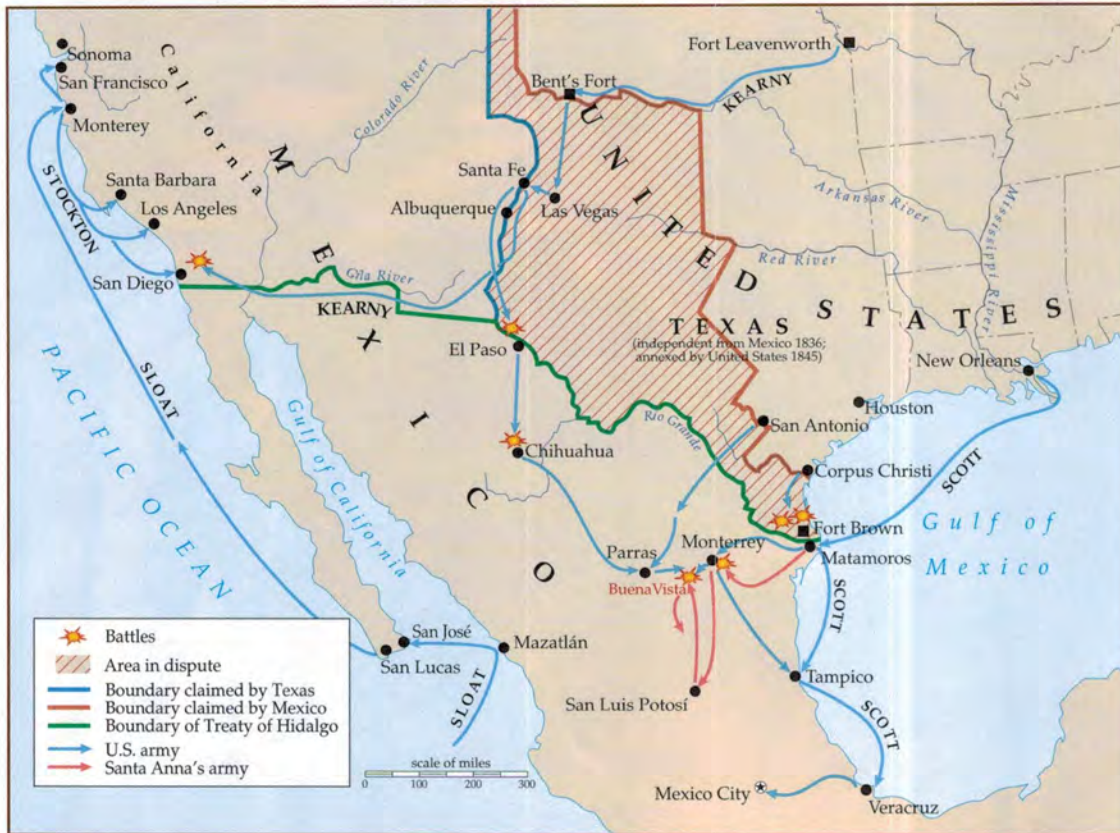 Sonoma
San Francisco
Monterey
California
Colorado River
Fort Leavenworth
Bent's Fort
KEARNY
UNITED STATES
MEXICO
Santa Fe
Las Vegas
Albuquerque
Santa Barbara
Los Angeles
STOCKTON
San Diego
Gila River
KEARNY
Arkansas River
Mississippi River
Red River
TEXAS
(independent from Mexico 1836;
annexed by United States 1845)
El Paso
New Orleans
Houston
San Antonio
Rio Grande
Chihuahua
Corpus Christi
SCOTT
Fort Brown
Gulf of
Mexico
Matamoros
Monterrey
Parras
Buena Vista
PACIFIC OCEAN
SLOAT
Gulf of California
SCOTT
San José
San Lucas
Mazatlán
SLOAT
San Luis Potosí
Tampico
SCOTT
Mexico City
Veracruz
Battles
Area in dispute
Boundary claimed by Texas
Boundary claimed by Mexico
Boundary of Treaty of Hidalgo
U.S. army
Santa Anna's army
scale of miles
0 100 200 300